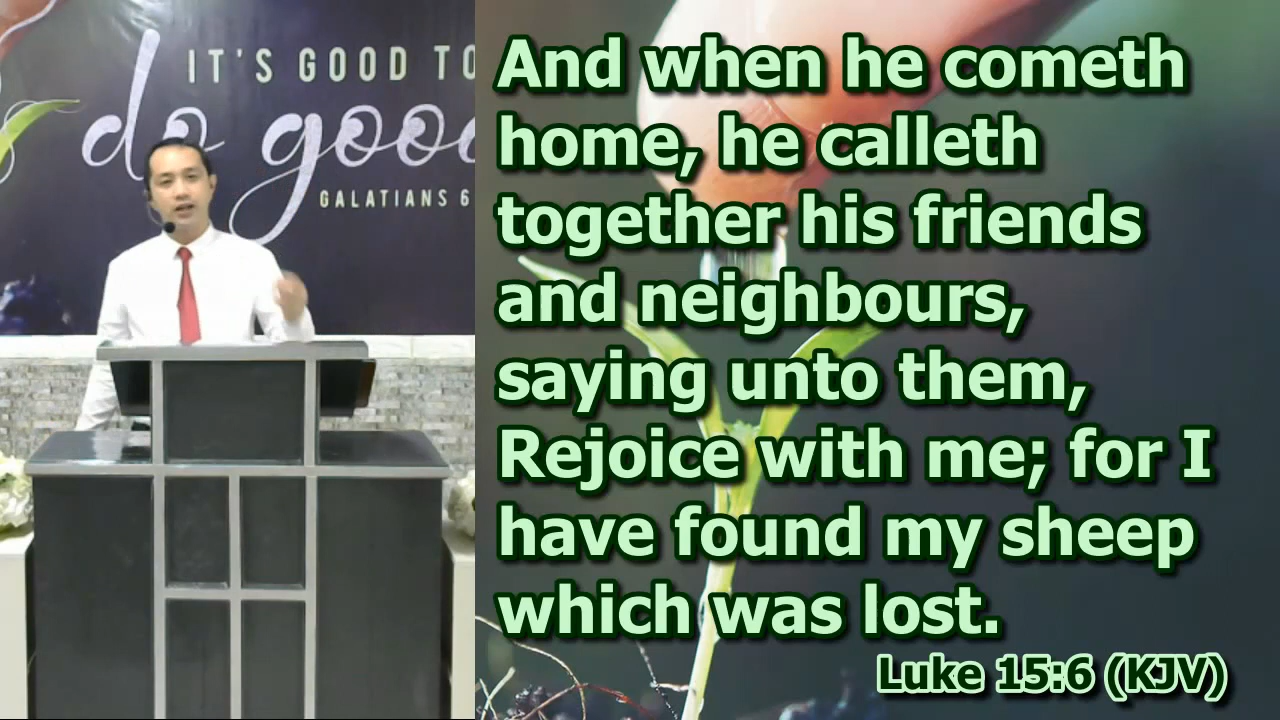 IT'S GOOD TO
do good
GALATIANS 6
And when he cometh
home, he calleth
together his friends
and neighbours,
saying unto them,
Rejoice with me; for I
have found my sheep
which was lost.
Luke 15:6 (KJV)